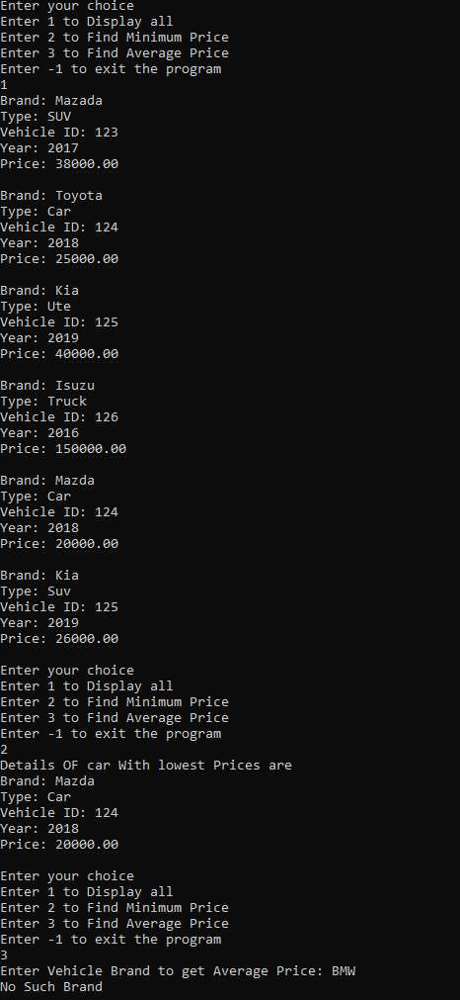 Enter your choice
Enter 1 to Display all
Enter 2 to Find Minimum Price
Enter 3 to Find Average Price
Enter -1 to exit the program
1
Brand: Mazada
Type: SUV
Vehicle ID: 123
Year: 2017
Price: 38000.00

Brand: Toyota
Type: Car
Vehicle ID: 124
Year: 2018
Price: 25000.00

Brand: Kia
Type: Ute
Vehicle ID: 125
Year: 2019
Price: 40000.00

Brand: Isuzu
Type: Truck
Vehicle ID: 126
Year: 2016
Price: 150000.00

Brand: Mazda
Type: Car
Vehicle ID: 124
Year: 2018
Price: 20000.00

Brand: Kia
Type: Suv
Vehicle ID: 125
Year: 2019
Price: 26000.00

Enter your choice
Enter 1 to Display all
Enter 2 to Find Minimum Price
Enter 3 to Find Average Price
Enter -1 to exit the program
2
Details OF car With lowest Prices are
Brand: Mazda
Type: Car
Vehicle ID: 124
Year: 2018
Price: 20000.00

Enter your choice
Enter 1 to Display all
Enter 2 to Find Minimum Price
Enter 3 to Find Average Price
Enter -1 to exit the program
3
Enter Vehicle Brand to get Average Price: BMW
No Such Brand